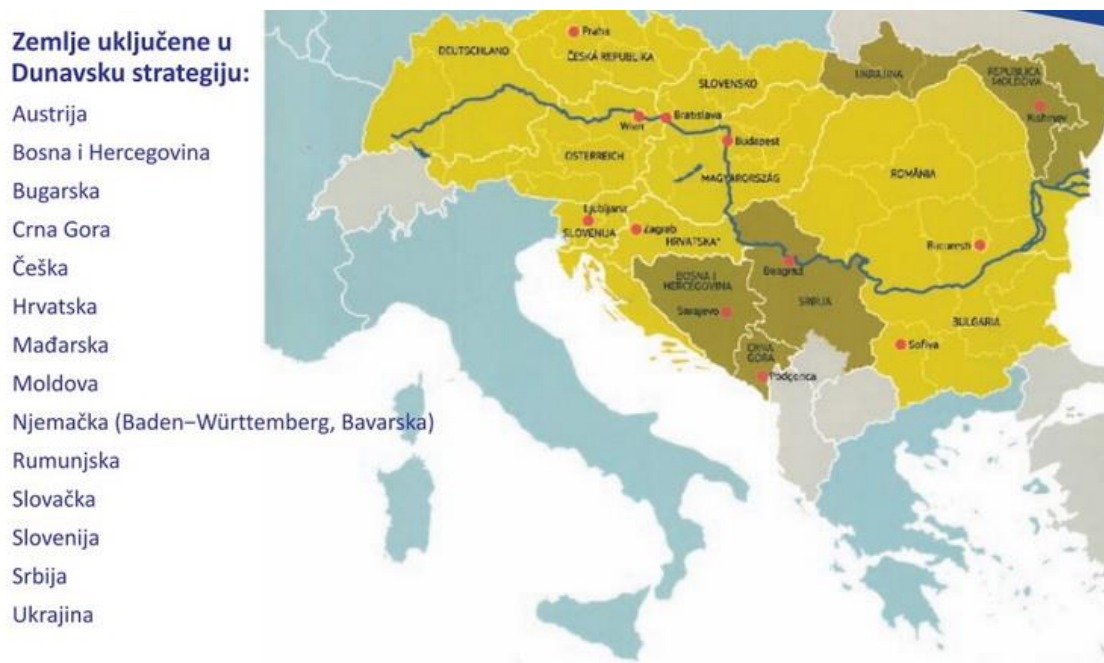 Zemlje uključene u
Dunavsku strategiju:
Austrija
Bosna i Hercegovina
Bugarska
Crna Gora
Češka
Hrvatska
Mađarska
Moldova
Njemačka (Baden–Württemberg, Bavarska)
Rumunjska
Slovačka
Slovenija
Srbija
Ukrajina
Praha
DEUTSCHLAND
ČESKÁ REPUBLIKA
SLOVENSKO
UKRAJINA
REPUBLICA
MOLDOVA
Kishinev
Wien
Bratislava
Budapest
ÖSTERREICH
MAGYARORSZÁG
ROMÂNIA
Ljubljana
SLOVENIJA
Zagreb
HRVATSKA*
Bucuresti
Beograd
BOSNA I
HERCEGOVINA
Sarajevo
SRBIJA
BULGARIA
Sofiya
CRNA
GORA
Podgorica